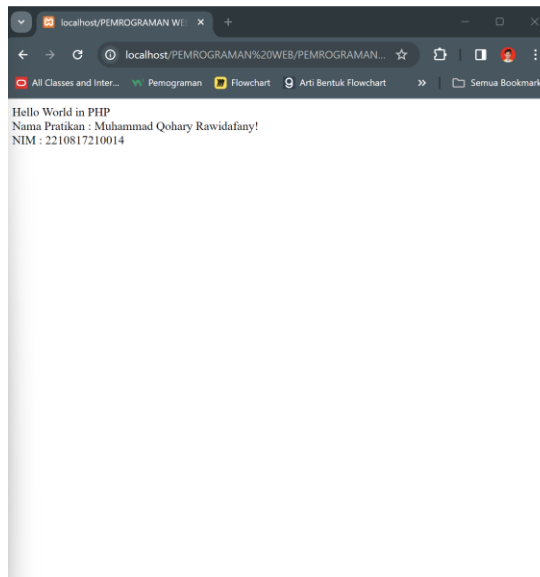 localhost/PEMROGRAMAN WE
localhost/PEMROGRAMAN%20WEB/PEMROGRAMAN...
All Classes and Inter...
Pemograman
Flowchart
Arti Bentuk Flowchart
»
Semua Bookmark
Hello World in PHP
Nama Pratikan : Muhammad Qohary Rawidafany!
NIM : 2210817210014